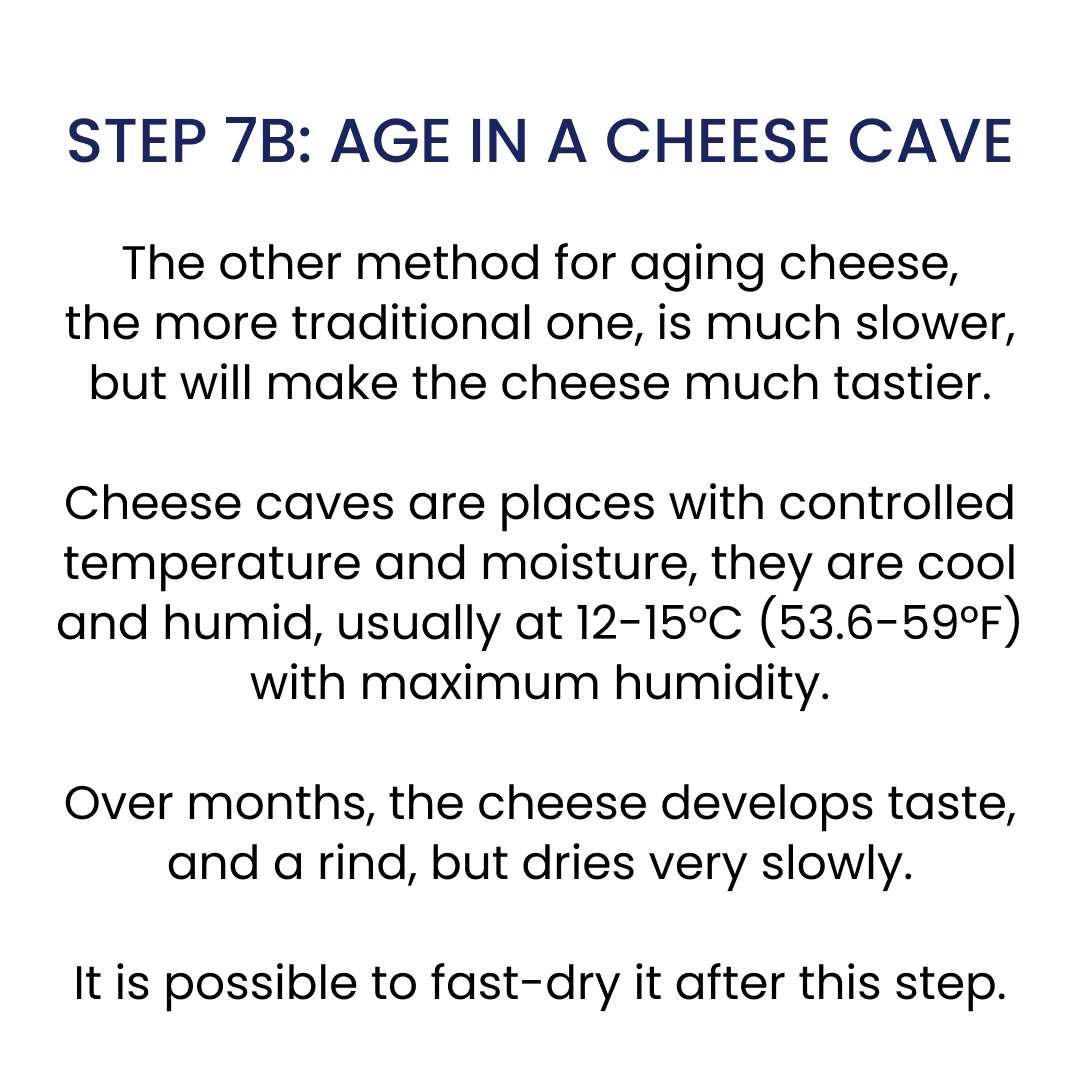 STEP 7B: AGE IN A CHEESE CAVE
The other method for aging cheese,
the more traditional one, is much slower,
but will make the cheese much tastier.
Cheese caves are places with controlled
temperature and moisture, they are cool
and humid, usually at 12-15ºC (53.6-59ºF)
with maximum humidity.
Over months, the cheese develops taste,
and a rind, but dries very slowly.
It is possible to fast-dry it after this step.